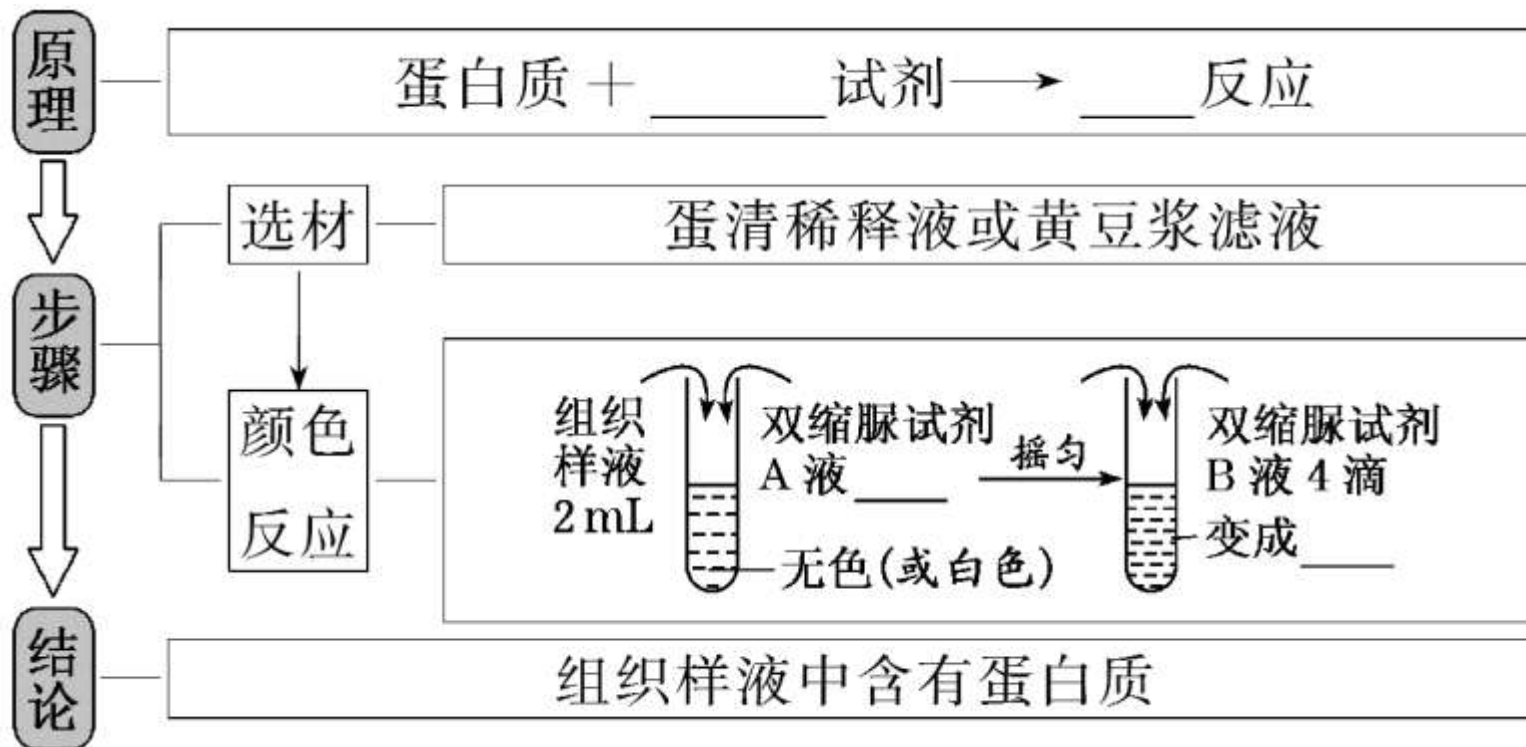 原理
蛋白质+______试剂→____反应
步骤
选材
蛋清稀释液或黄豆浆滤液
颜色
反应
组织
样液
2 mL
双缩脲试剂
A 液____
无色(或白色)
摇匀
双缩脲试剂
B 液 4 滴
变成____
结论
组织样液中含有蛋白质